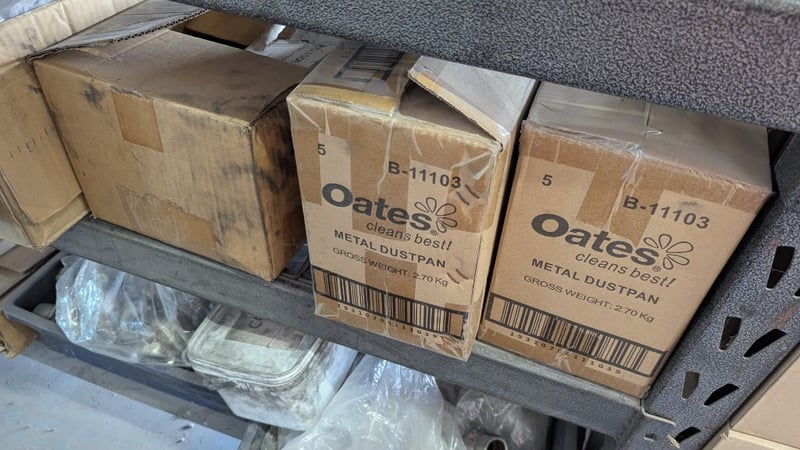 5
B-11103
Oates®
cleans best!
METAL DUSTPAN
GROSS WEIGHT: 2.70 Kg
5
B-11103
Oates®
cleans best!
METAL DUSTPAN
GROSS WEIGHT: 2.70 Kg